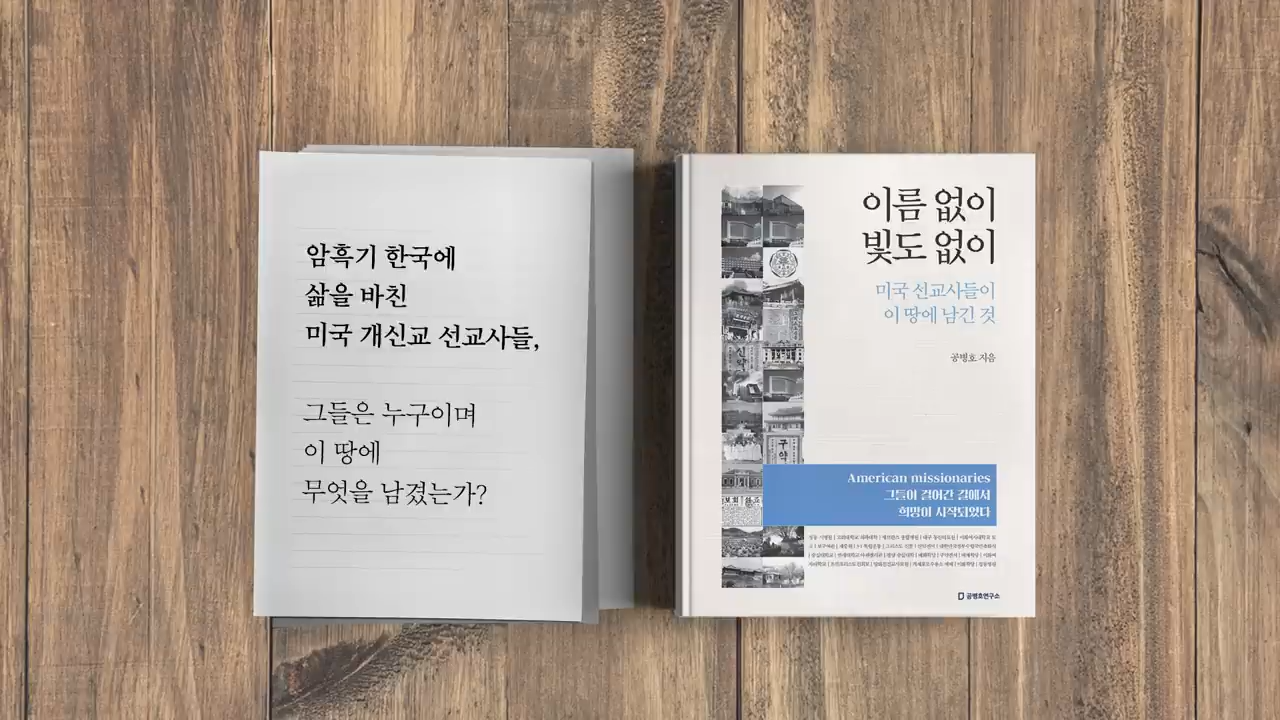 암흑기 한국에
삶을 바친
미국 개신교 선교사들,
그들은 누구이며
이 땅에
무엇을 남겼는가?
이름 없이
빛도 없이
미국 선교사들이
이 땅에 남긴 것
공병호 지음
구약
American missionaries
그들이 걸어간 길에서
희망이 시작되었다
공병호연구소